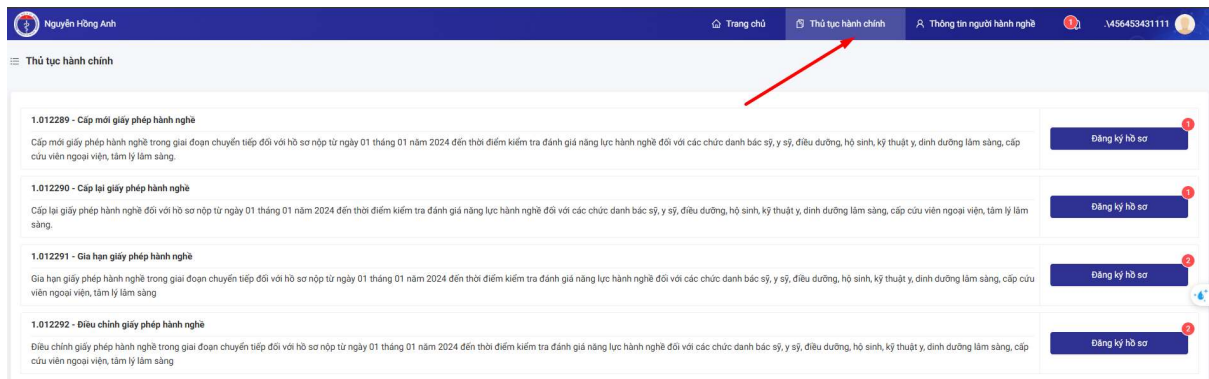 Nguyễn Hồng Anh
Trang chủ
Thủ tục hành chính
Thông tin người hành nghề
1
.\456453431111
Thủ tục hành chính
1.012289 - Cấp mới giấy phép hành nghề
Cấp mới giấy phép hành nghề trong giai đoạn chuyển tiếp đối với hồ sơ nộp từ ngày 01 tháng 01 năm 2024 đến thời điểm kiểm tra đánh giá năng lực hành nghề đối với các chức danh bác sỹ, y sỹ, điều dưỡng, hộ sinh, kỹ thuật y, dinh dưỡng lâm sàng, cấp
cứu viên ngoại viện, tâm lý lâm sàng.
1
Đăng ký hồ sơ
1.012290 - Cấp lại giấy phép hành nghề
Cấp lại giấy phép hành nghề đối với hồ sơ nộp từ ngày 01 tháng 01 năm 2024 đến thời điểm kiểm tra đánh giá năng lực hành nghề đối với các chức danh bác sỹ, y sỹ, điều dưỡng, hộ sinh, kỹ thuật y, dinh dưỡng lâm sàng, cấp cứu viên ngoại viện, tâm lý lâm
sàng.
1
Đăng ký hồ sơ
1.012291 - Gia hạn giấy phép hành nghề
Gia hạn giấy phép hành nghề trong giai đoạn chuyển tiếp đối với hồ sơ nộp từ ngày 01 tháng 01 năm 2024 đến thời điểm kiểm tra đánh giá năng lực hành nghề đối với các chức danh bác sỹ, y sỹ, điều dưỡng, hộ sinh, kỹ thuật y, dinh dưỡng lâm sàng, cấp cứu
viên ngoại viện, tâm lý lâm sàng
2
Đăng ký hồ sơ
1.012292 - Điều chỉnh giấy phép hành nghề
Điều chỉnh giấy phép hành nghề trong giai đoạn chuyển tiếp đối với hồ sơ nộp từ ngày 01 tháng 01 năm 2024 đến thời điểm kiểm tra đánh giá năng lực hành nghề đối với các chức danh bác sỹ, y sỹ, điều dưỡng, hộ sinh, kỹ thuật y, dinh dưỡng lâm sàng, cấp
cứu viên ngoại viện, tâm lý lâm sàng
2
Đăng ký hồ sơ